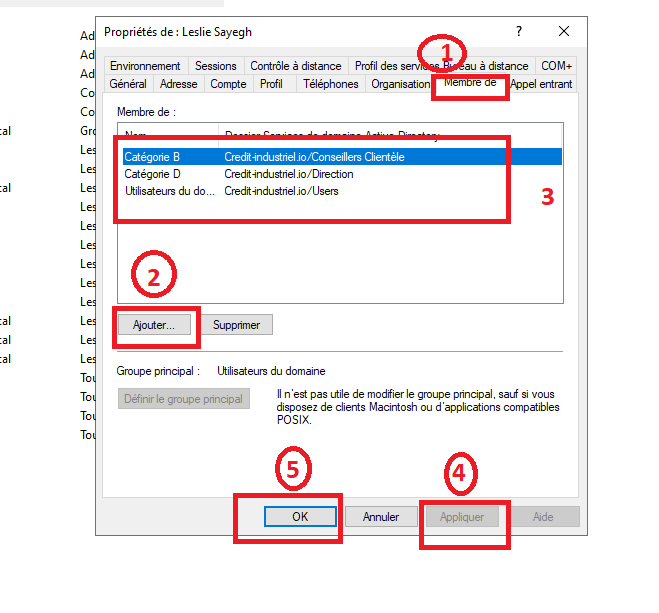 Propriétés de : Leslie Sayegh ? ✕
Environnement Sessions Contrôle à distance Profil des services Bureau à distance COM+
1
Général Adresse Compte Profil Téléphones Organisation Membre de Appel entrant
Membre de :
Nom Dossier Services de domaine Active Directory
Catégorie B Credit-industriel.io/Conseillers Clientèle
Catégorie D Credit-industriel.io/Direction
Utilisateurs du do... Credit-industriel.io/Users
3
2
Ajouter... Supprimer
Groupe principal : Utilisateurs du domaine
Définir le groupe principal
Il n'est pas utile de modifier le groupe principal, sauf si vous
disposez de clients Macintosh ou d'applications compatibles
POSIX.
5 4
OK Annuler Appliquer Aide
Ad
Ad
Ad
Co
Co
cal Gro
Les
Les
cal Les
Les
Les
Les
Les
Les
Les
cal Les
cal Les
cal Les
Tou
Tou
Tou
Tou